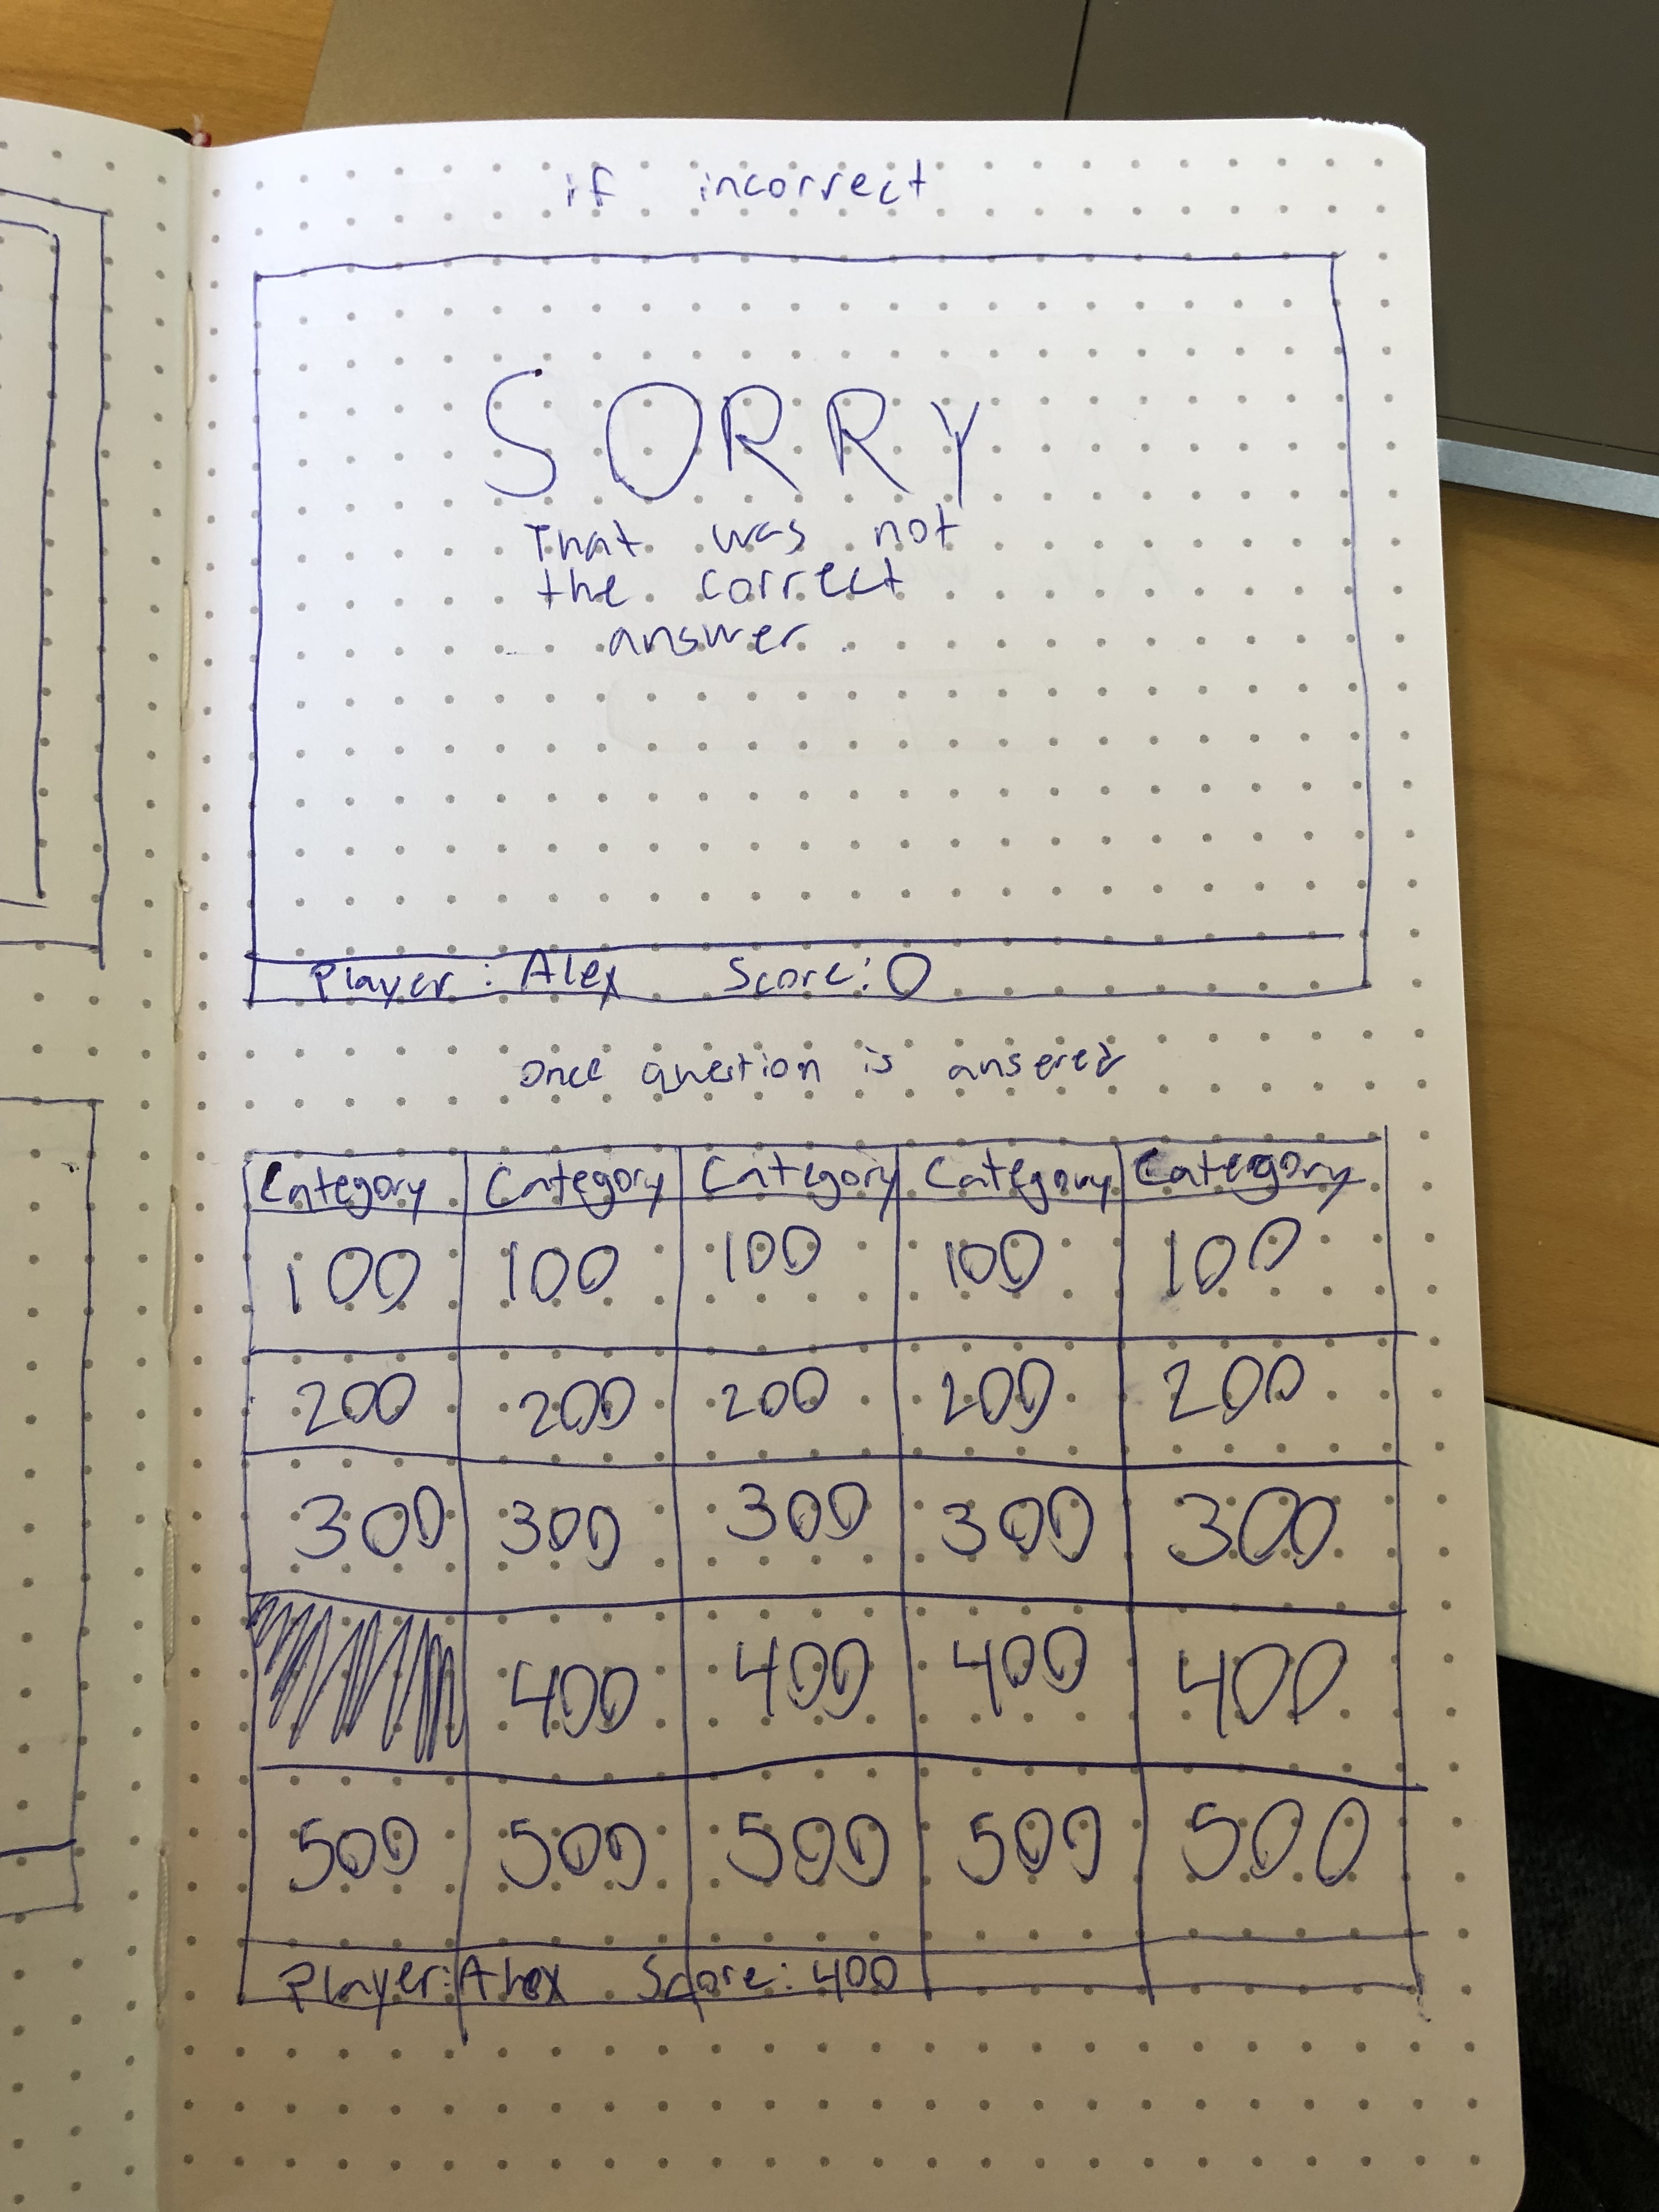 if incorrect
SORRY
That was not
the correct
answer
Player: Alex Score: 0
Once question is ansered
Category Category Category Category Category
100 100 100 100 100
200 200 200 200 200
300 300 300 300 300
400 400 400 400
500 500 500 500 500
Player: Alex Score: 400